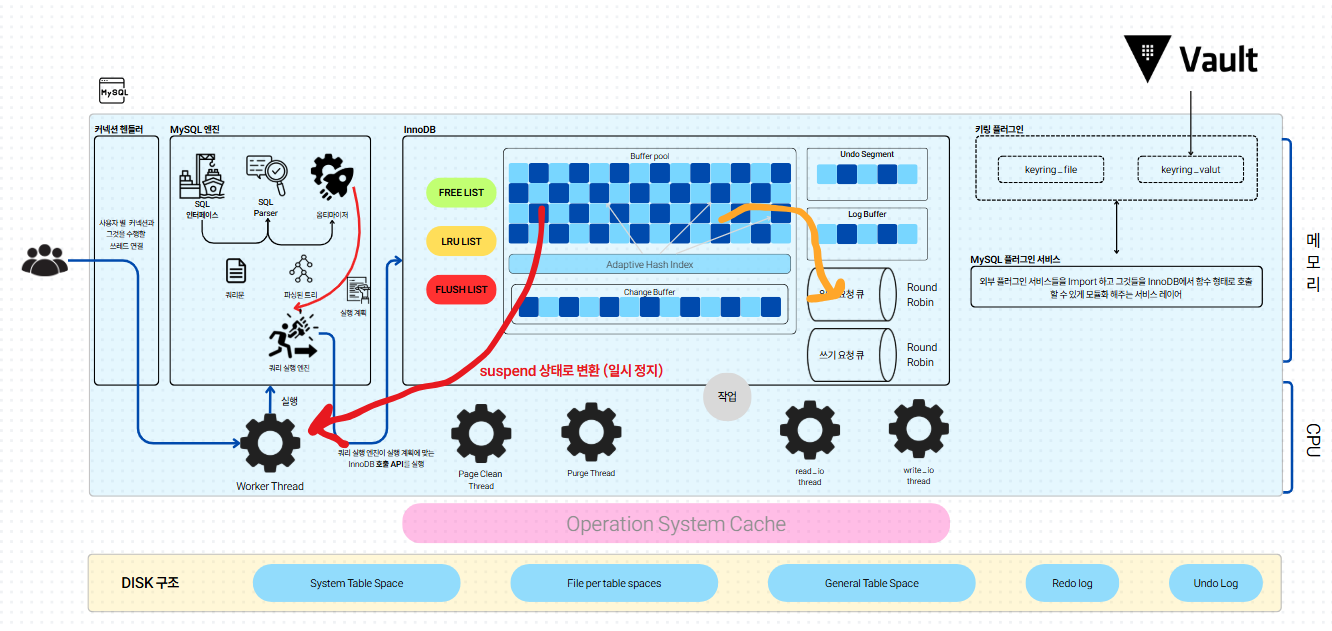 Vault
MySQL
커넥션 핸들러
MySQL 엔진
InnoDB
키링 플러그인
사용자 별 커넥션과
그것을 수행할
쓰레드 연결
SQL
인터페이스
SQL
Parser
옵티마이저
쿼리문
파싱된 트리
실행 계획
쿼리 실행 엔진
FREE LIST
LRU LIST
FLUSH LIST
Buffer pool
Adaptive Hash Index
Change Buffer
Undo Segment
Log Buffer
요청 큐
Round
Robin
쓰기 요청 큐
Round
Robin
keyring_file
keyring_valut
MySQL 플러그인 서비스
외부 플러그인 서비스들을 Import 하고 그것들을 InnoDB에서 함수 형태로 호출
할 수 있게 모듈화 해주는 서비스 레이어
메모리
suspend 상태로 변환 (일시 정지)
작업
실행
쿼리 실행 엔진이 실행 계획에 맞는
InnoDB 호출 API를 실행
Worker Thread
Page Clean
Thread
Purge Thread
read_io
thread
write_io
thread
CPU
Operation System Cache
DISK 구조
System Table Space
File per table spaces
General Table Space
Redo log
Undo Log